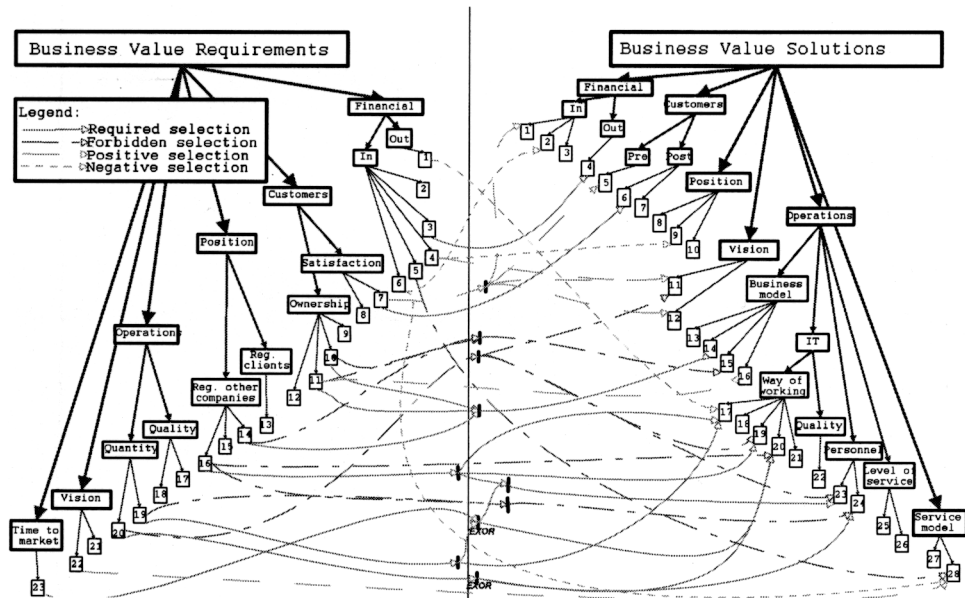 Business Value Requirements
Business Value Solutions
Legend:
Required selection
Forbidden selection
Positive selection
Negative selection
Financial
Out
In
1
2
3
4
5
6
Customers
Satisfaction
7
8
Ownership
9
10
11
12
Position
Reg.
clients
13
Reg. other
companies
14
15
16
Operations
Quality
17
18
Quantity
19
20
Vision
21
22
Time to
market
23
Financial
In
1
2
3
Out
4
Customers
Pre
5
Post
6
7
Position
8
9
10
Vision
11
12
Operations
Business
model
13
14
15
16
IT
Way of
working
17
18
19
20
21
Quality
22
Personnel
23
24
Level of
service
25
26
Service
model
27
28
EXOR
EXOR